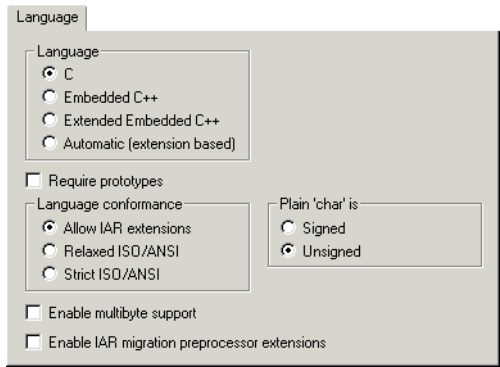 Language
Language
C
Embedded C++
Extended Embedded C++
Automatic (extension based)
Require prototypes
Language conformance
Allow IAR extensions
Relaxed ISO/ANSI
Strict ISO/ANSI
Plain 'char' is
Signed
Unsigned
Enable multibyte support
Enable IAR migration preprocessor extensions